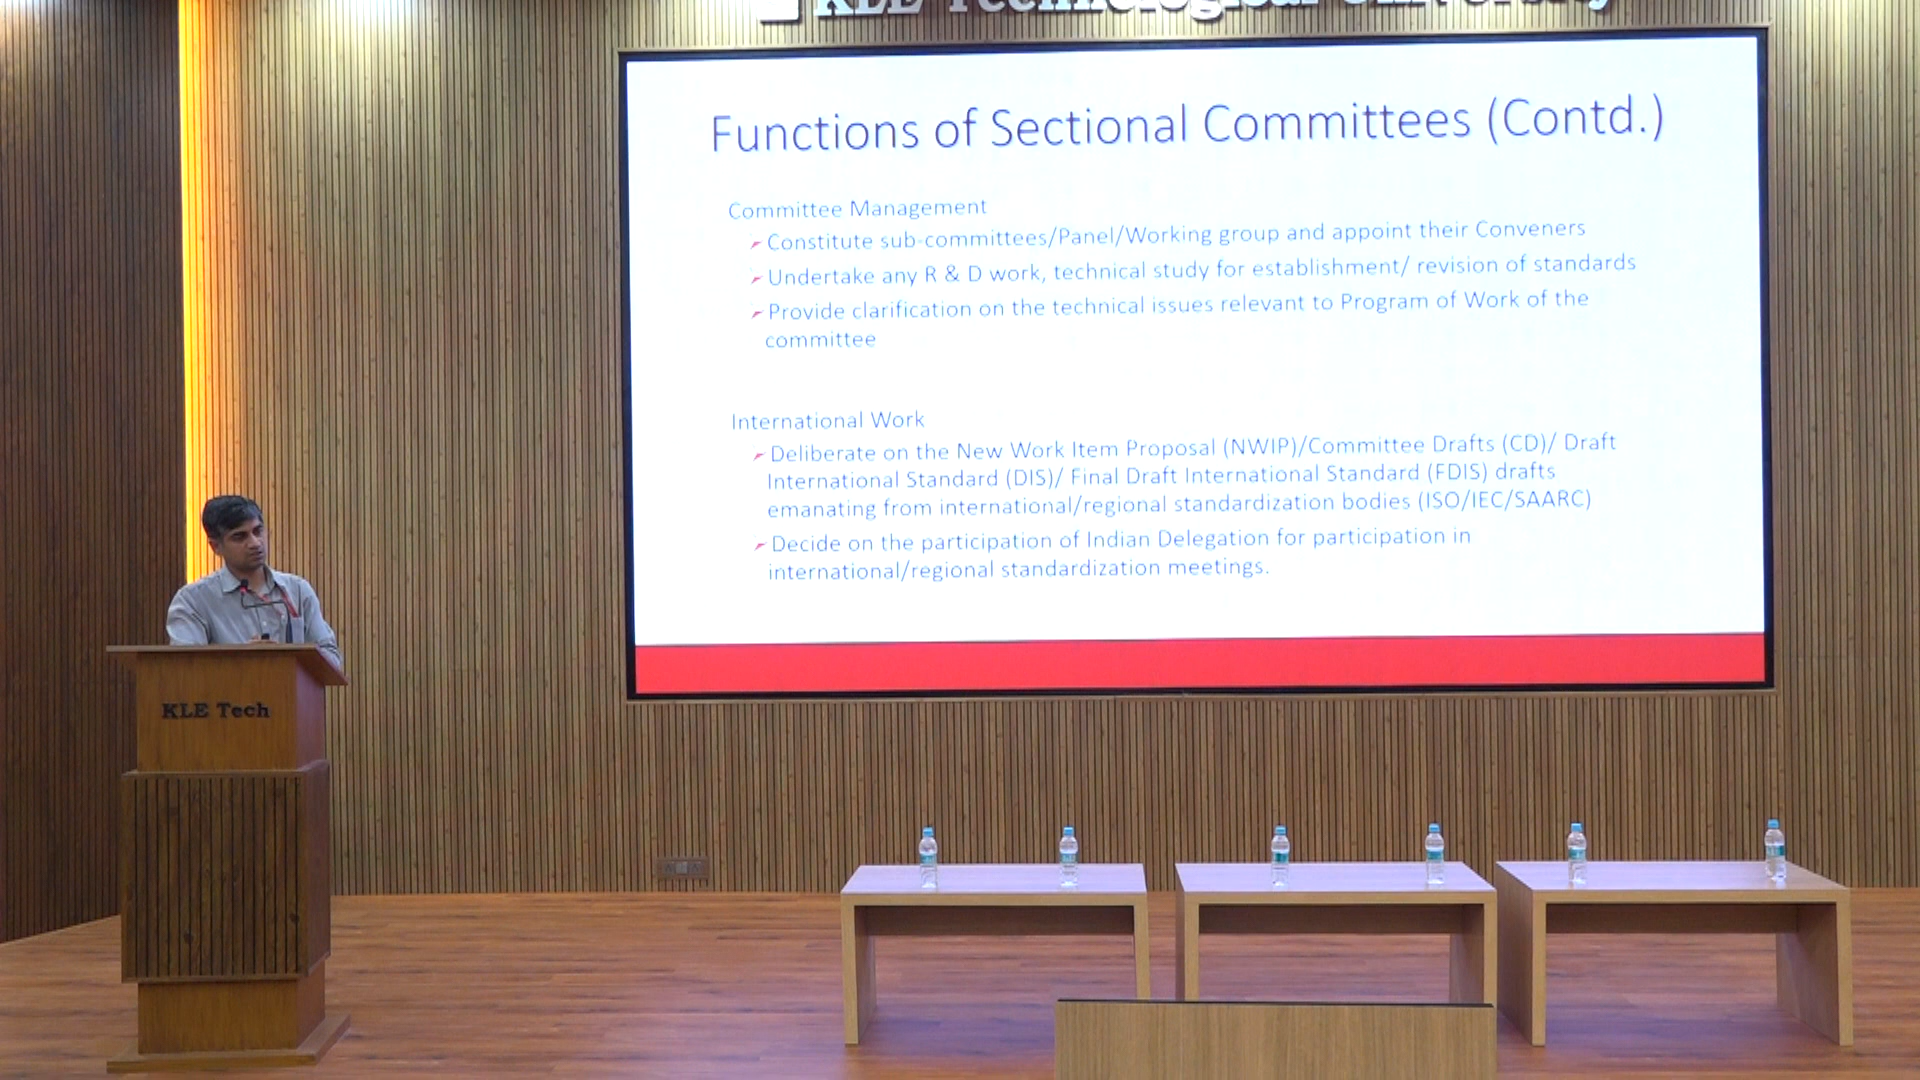 KLE Technological University
Functions of Sectional Committees (Contd.)
Committee Management
Constitute sub-committees/Panel/Working group and appoint their Conveners
Undertake any R & D work, technical study for establishment/ revision of standards
Provide clarification on the technical issues relevant to Program of Work of the
committee
International Work
Deliberate on the New Work Item Proposal (NWIP)/Committee Drafts (CD)/ Draft
International Standard (DIS)/ Final Draft International Standard (FDIS) drafts
emanating from international/regional standardization bodies (ISO/IEC/SAARC)
Decide on the participation of Indian Delegation for participation in
international/regional standardization meetings.
KLE Tech